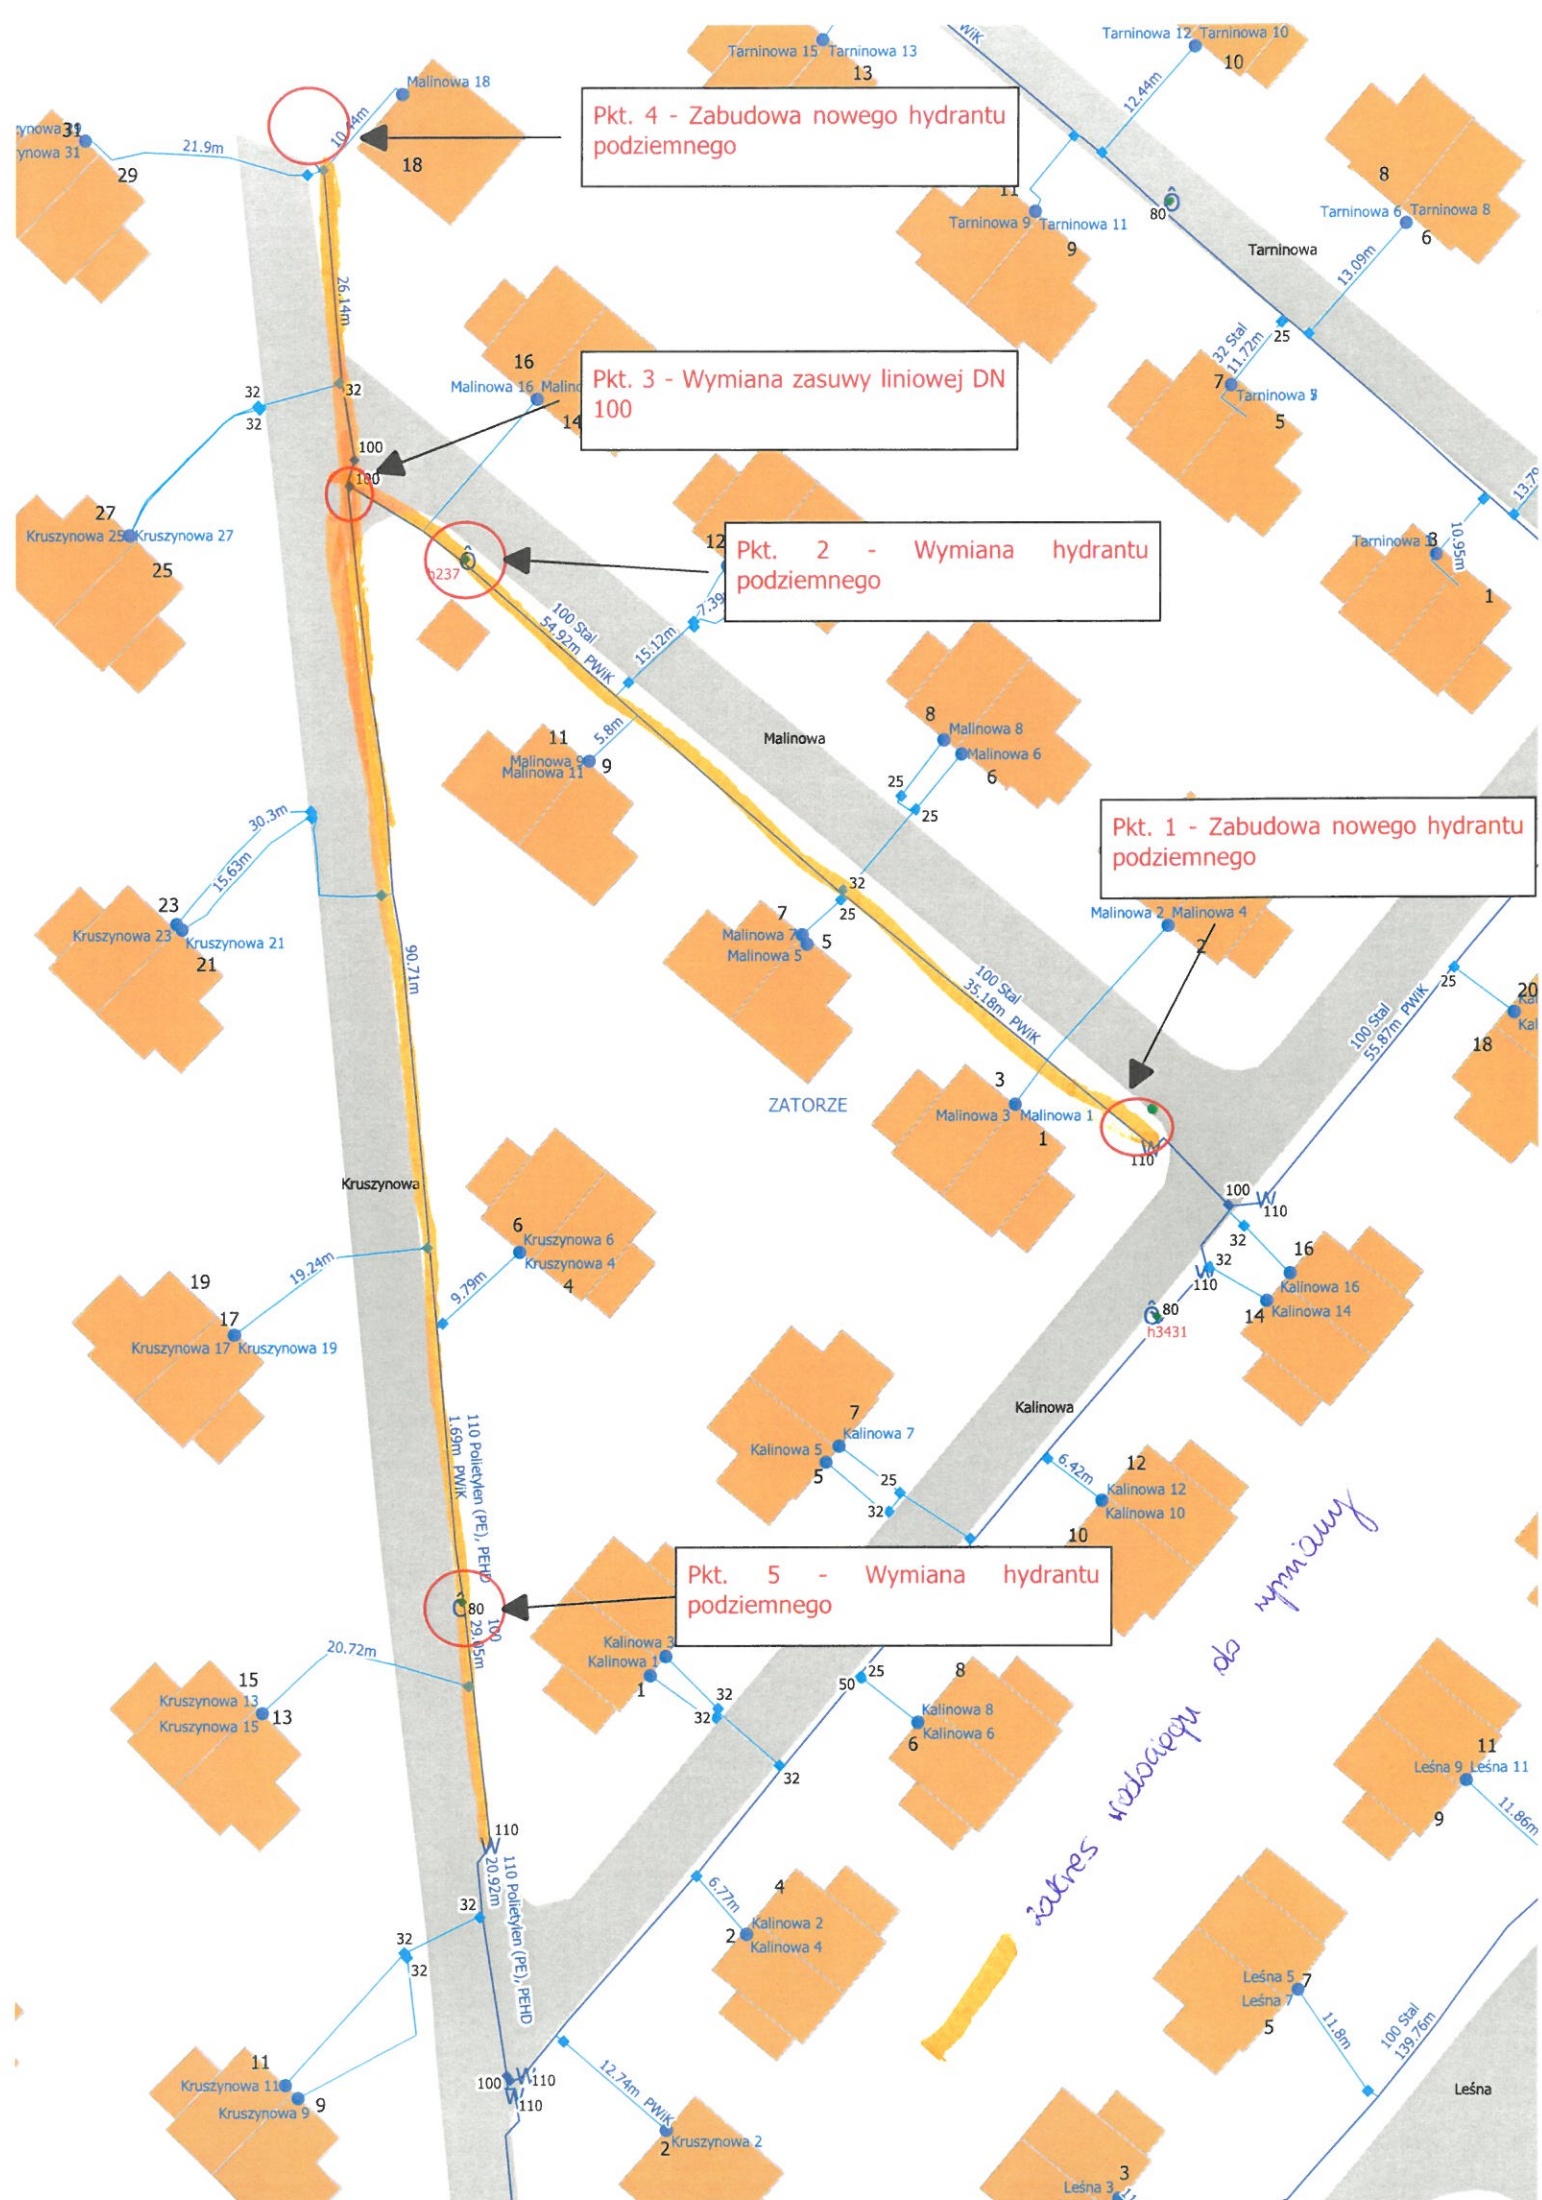 WiK
Tarninowa 15 Tarninowa 13
13
Tarninowa 12 Tarninowa 10
10
12.44m
Malinowa 18
10.44m
18
Pkt. 4 - Zabudowa nowego hydrantu
podziemnego
31
ynowa 31
29
21.9m
11
Tarninowa 9 Tarninowa 11
9
80
Tarninowa
8
Tarninowa 6 Tarninowa 8
6
13.09m
26.14m
32 Stal
11.72m
25
7
Tarninowa
5
16
Malinowa 16
14
Pkt. 3 - Wymiana zasuwy liniowej DN
100
32
32
32
100
100
13.79
27
Kruszynowa 25 Kruszynowa 27
25
h237
12
Pkt. 2 - Wymiana hydrantu
podziemnego
7.39
15.12m
10.95m
Tarninowa
3
1
100 Stal
54.92m PWiK
11
Malinowa 9
Malinowa 11
9
5.8m
Malinowa
8
Malinowa 8
Malinowa 6
6
25
25
Pkt. 1 - Zabudowa nowego hydrantu
podziemnego
30.3m
15.63m
23
Kruszynowa 23
Kruszynowa 21
21
32
25
7
Malinowa 7
5
Malinowa 5
Malinowa 2 Malinowa 4
2
90.71m
100 Stal
35.18m PWiK
100 Stal
55.87m PWiK
25
20
18
3
Malinowa 3 Malinowa 1
1
ZATORZE
W
110
100
W
110
32
32
W
110
16
Kalinowa 16
Kalinowa 14
14
80
h3431
Kruszynowa
6
Kruszynowa 6
Kruszynowa 4
4
9.79m
19.24m
19
17
Kruszynowa 17 Kruszynowa 19
Kalinowa
7
Kalinowa 7
Kalinowa 5
5
25
32
6.42m
12
Kalinowa 12
Kalinowa 10
10
110 Polietylen (PE), PEHD
1.69m PWiK
Pkt. 5 - Wymiana hydrantu
podziemnego
80
100
29.05m
Kalinowa 3
Kalinowa 1
1
32
32
32
25
50
8
Kalinowa 8
Kalinowa 6
6
20.72m
15
Kruszynowa 13
13
Kruszynowa 15
zakres wodociągu do wymiany
11
Leśna 9 Leśna 11
9
11.86m
W
110
20.92m
110 Polietylen (PE), PEHD
32
32
32
6.77m
4
Kalinowa 2
2
Kalinowa 4
Leśna 5
7
Leśna 7
5
11.8m
100 Stal
139.76m
Leśna
11
Kruszynowa 11
9
Kruszynowa 9
100
W
110
W
110
12.74m PWiK
2
Kruszynowa 2
3
Leśna 3